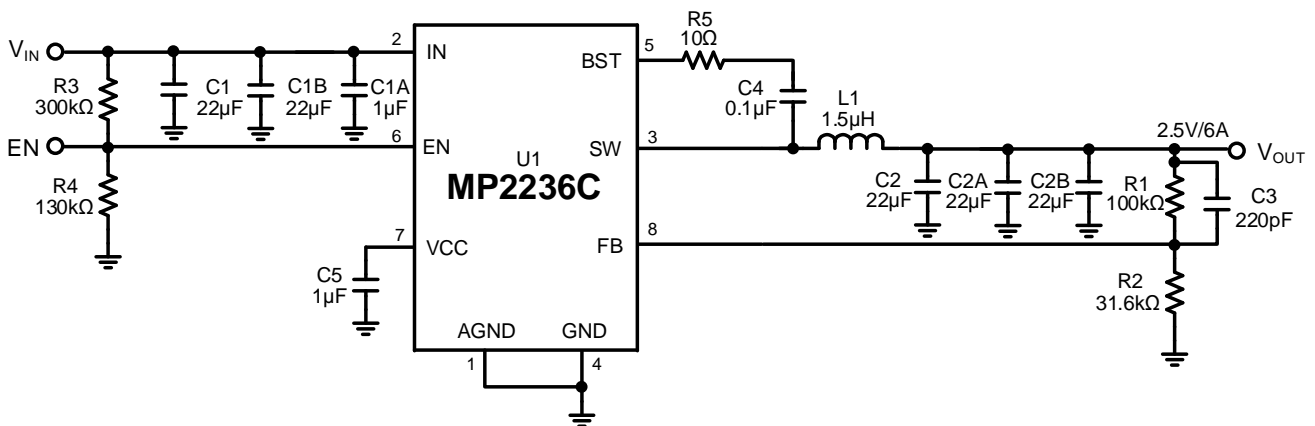 V_IN
R3
300kΩ
EN
R4
130kΩ
C1
22µF
C1B
22µF
C1A
1µF
2
IN
6
EN
7
VCC
C5
1µF
U1
MP2236C
AGND
1
GND
4
BST
5
SW
3
FB
8
R5
10Ω
C4
0.1µF
L1
1.5µH
2.5V/6A
V_OUT
C2
22µF
C2A
22µF
C2B
22µF
R1
100kΩ
C3
220pF
R2
31.6kΩ